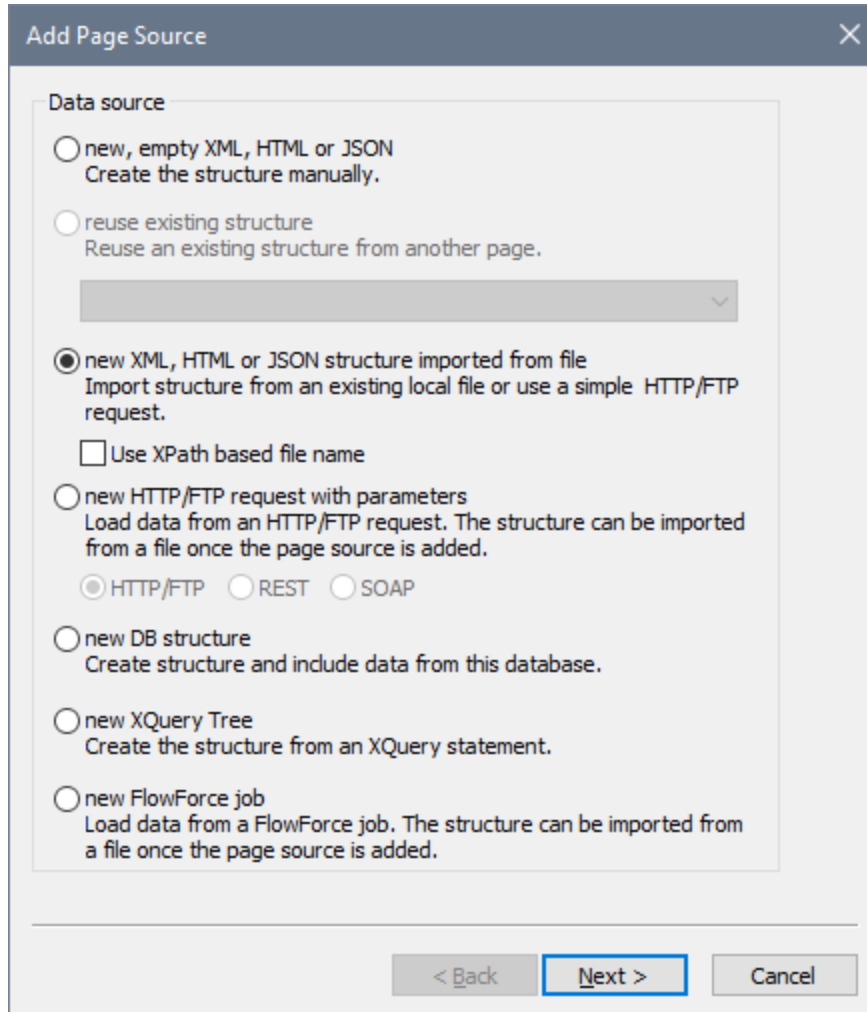 Add Page Source
Data source
new, empty XML, HTML or JSON
Create the structure manually.
reuse existing structure
Reuse an existing structure from another page.
new XML, HTML or JSON structure imported from file
Import structure from an existing local file or use a simple  HTTP/FTP
request.
Use XPath based file name
new HTTP/FTP request with parameters
Load data from an HTTP/FTP request. The structure can be imported
from a file once the page source is added.
HTTP/FTP REST SOAP
new DB structure
Create structure and include data from this database.
new XQuery Tree
Create the structure from an XQuery statement.
new FlowForce job
Load data from a FlowForce job. The structure can be imported from
a file once the page source is added.
< Back Next > Cancel